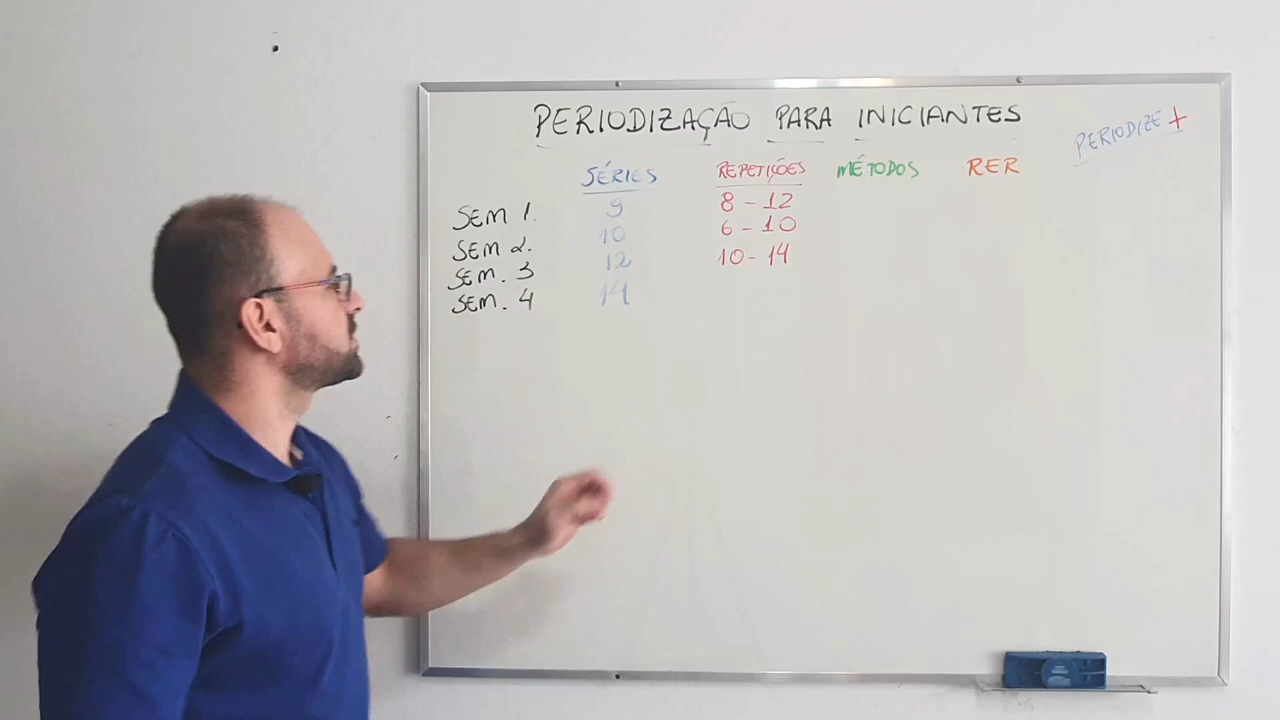 PERIODIZAÇÃO PARA INICIANTES
PERIODIZE +
SÉRIES REPETIÇÕES MÉTODOS RER
SEM 1. 9 8 - 12
SEM 2. 10 6 - 10
SEM. 3 12 10 - 14
SEM. 4 14